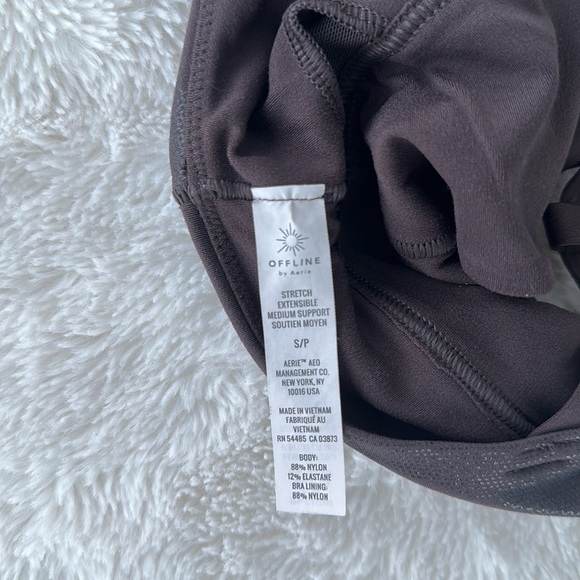 OFFLINE
by Aerie
STRETCH
EXTENSIBLE
MEDIUM SUPPORT
SOUTIEN MOYEN
S/P
AERIE™ AEO
MANAGEMENT CO.
NEW YORK, NY
10016 USA
MADE IN VIETNAM
FABRIQUÉ AU
VIETNAM
RN 54485 CA 03873
BODY:
88% NYLON
12% ELASTANE
BRA LINING:
88% NYLON